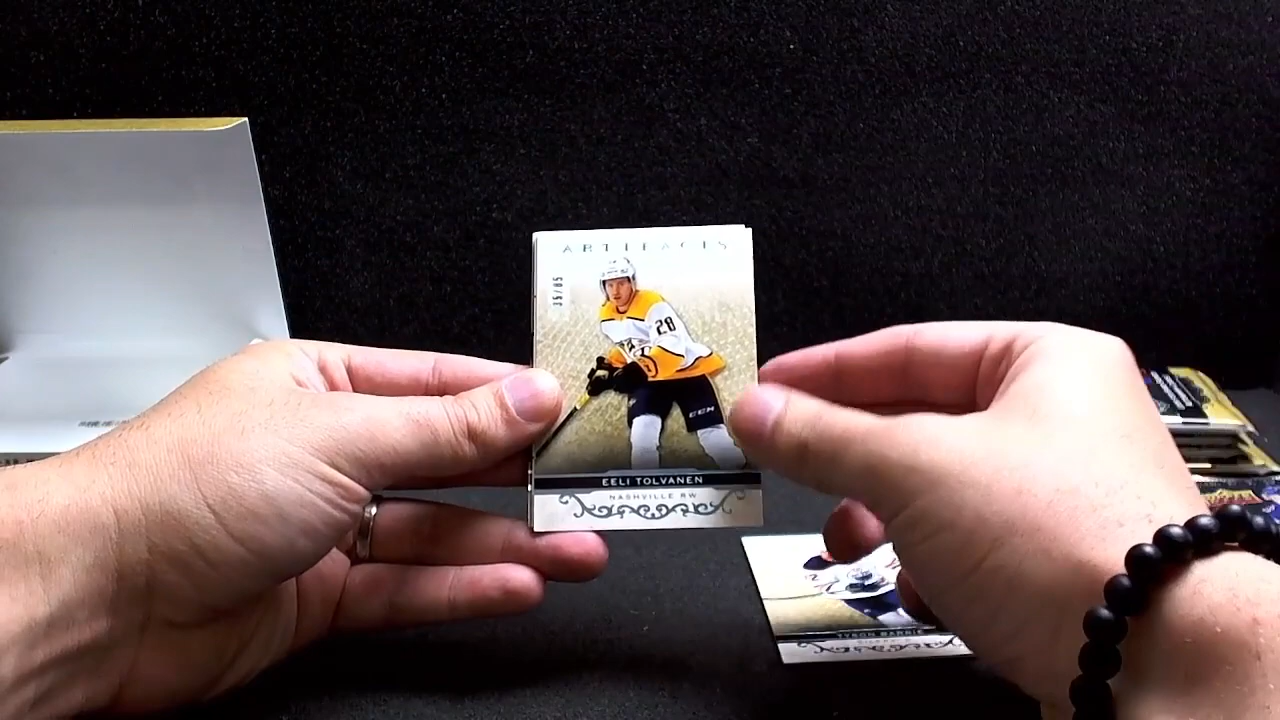 ARTIFACTS
35/85
28
CCM
EELI TOLVANEN
NASHVILLE RW
TYSON BARRIE